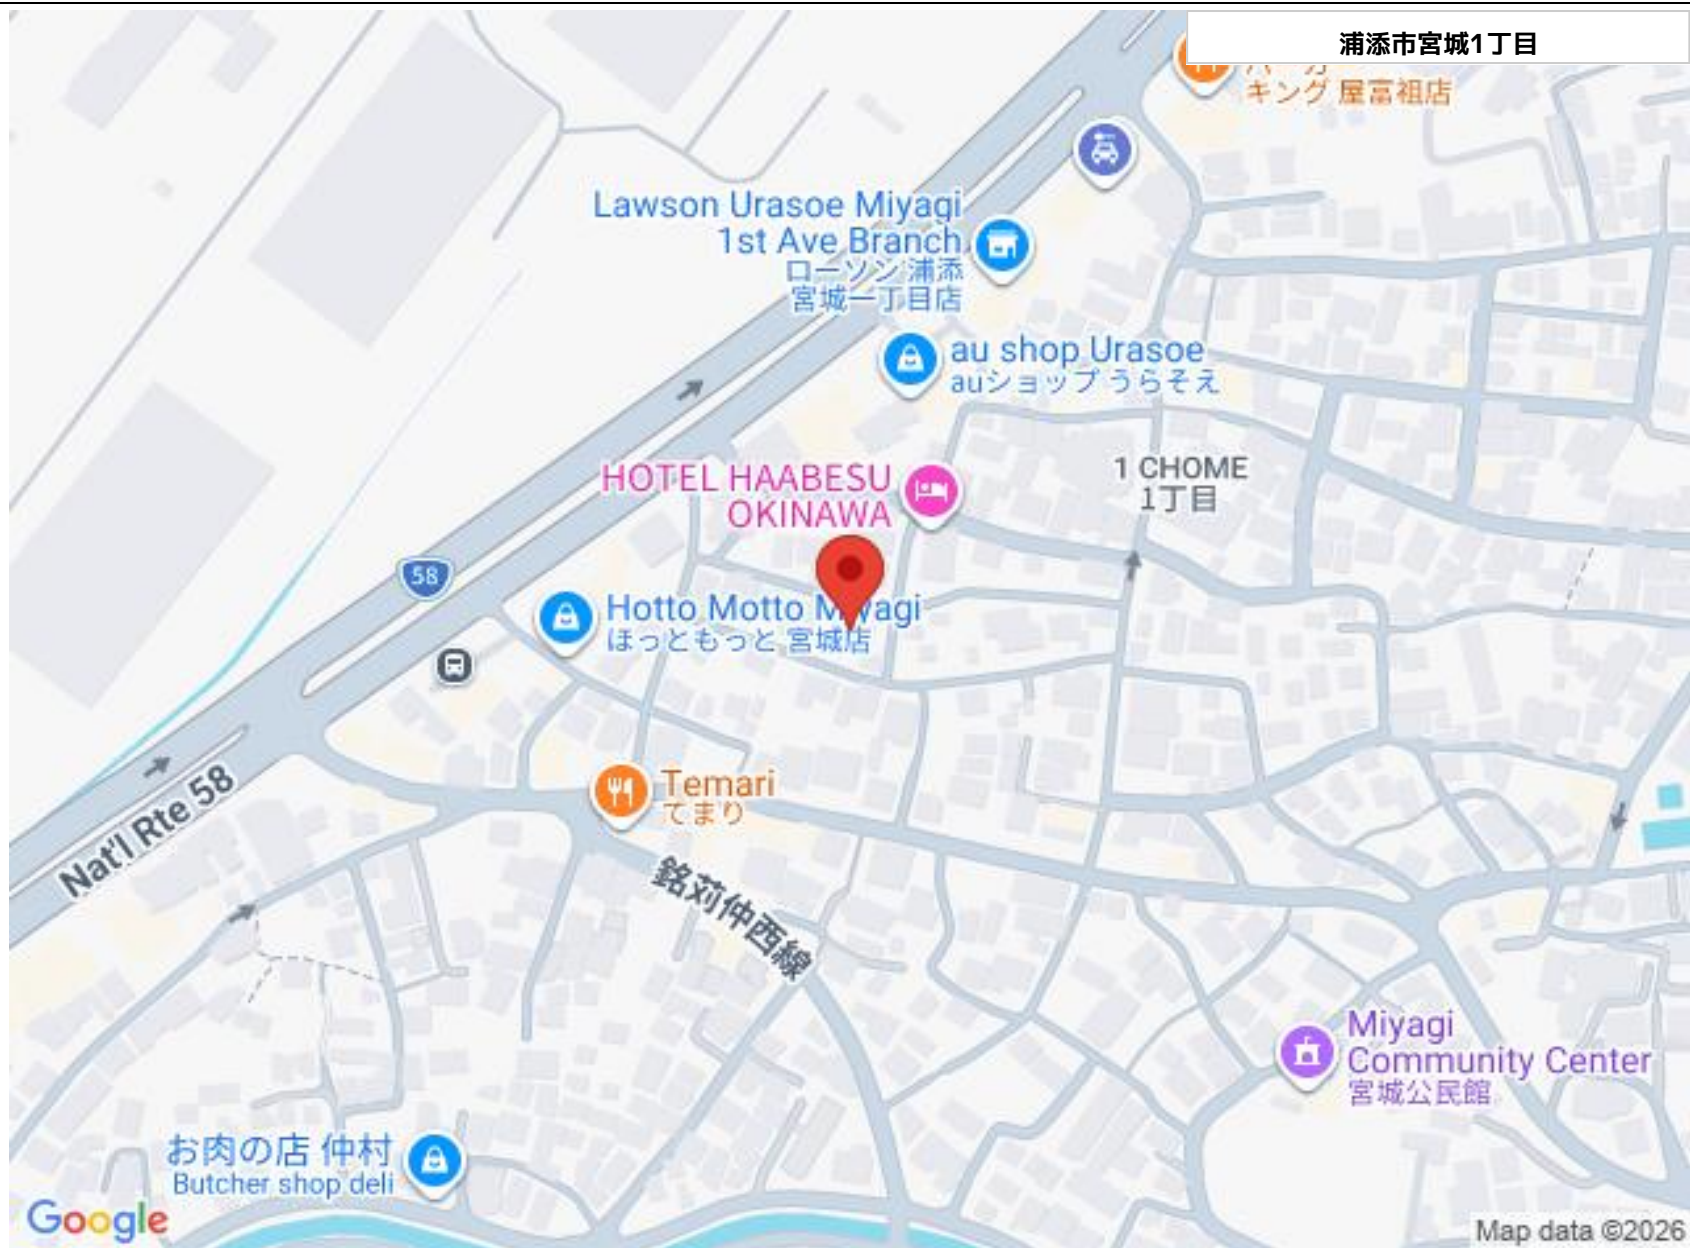 浦添市宮城1丁目
キング 屋富祖店
Lawson Urasoe Miyagi
1st Ave Branch
ローソン 浦添
宮城一丁目店
au shop Urasoe
auショップ うらそえ
1 CHOME
1丁目
HOTEL HAABESU
OKINAWA
58
Hotto Motto Miyagi
ほっともっと 宮城店
Temari
てまり
Nat'l Rte 58
銘苅仲西線
Miyagi
Community Center
宮城公民館
お肉の店 仲村
Butcher shop deli
Google
Map data ©2026